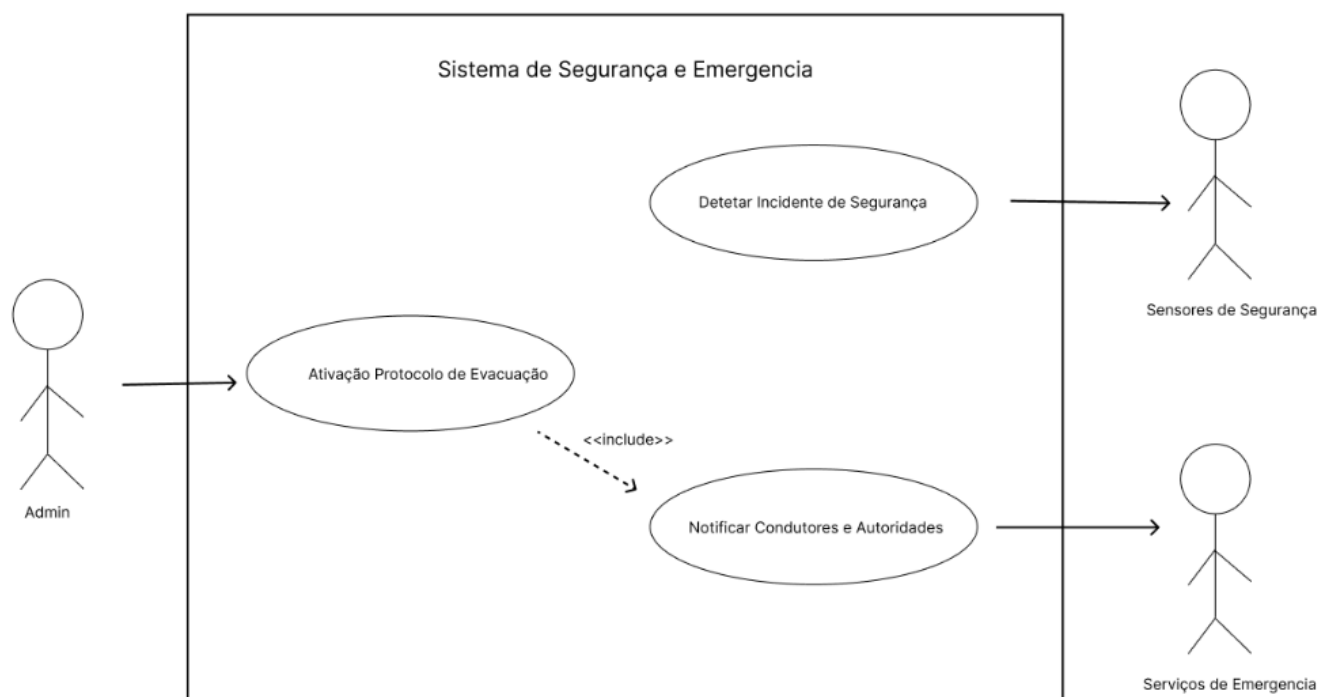 Sistema de Segurança e Emergencia
Detetar Incidente de Segurança
Sensores de Segurança
Ativação Protocolo de Evacuação
<<include>>
Admin
Notificar Condutores e Autoridades
Serviços de Emergencia